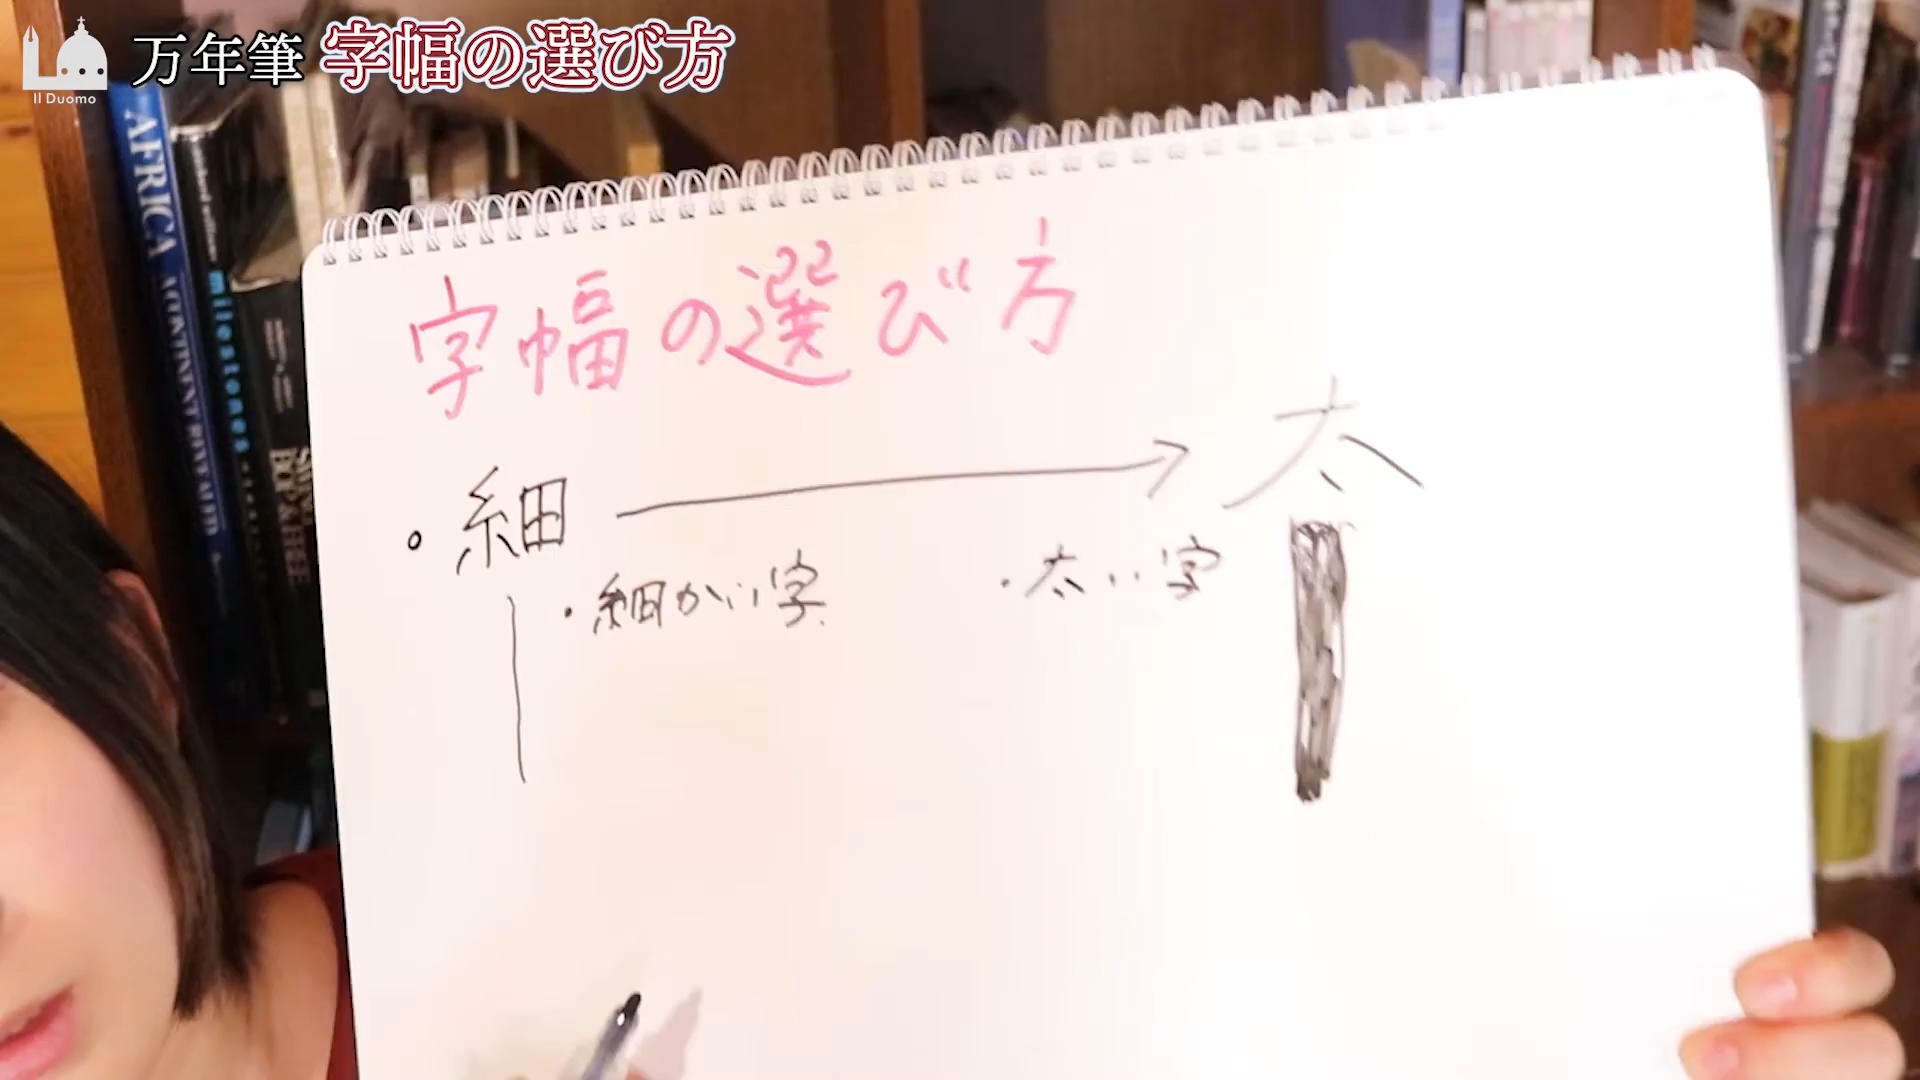 Il Duomo
万年筆 字幅の選び方
AFRICA
milestones
字幅の選び方
・細 → 太
・細かい字 ・太い字